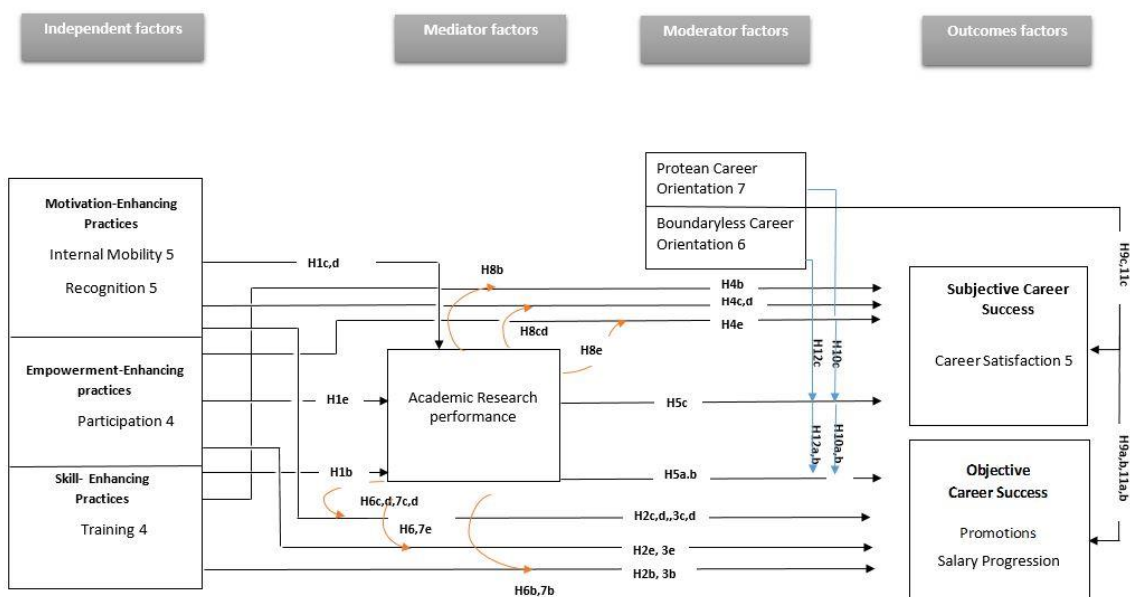 Independent factors
Mediator factors
Moderator factors
Outcomes factors
Motivation-Enhancing
Practices
Internal Mobility 5
Recognition 5
Empowerment-Enhancing
practices
Participation 4
Skill- Enhancing
Practices
Training 4
H1c,d
H1e
H1b
H8b
H8cd
H8e
Academic Research
performance
H6c,d,7c,d
H6,7e
H6b,7b
Protean Career
Orientation 7
Boundaryless Career
Orientation 6
H4b
H4c,d
H4e
H12c
H10c
H5c
H12a,b
H10a,b
H5a.b
H2c,d,,3c,d
H2e, 3e
H2b, 3b
H9c,11c
H9a,b,11a,b
Subjective Career
Success
Career Satisfaction 5
Objective
Career Success
Promotions
Salary Progression